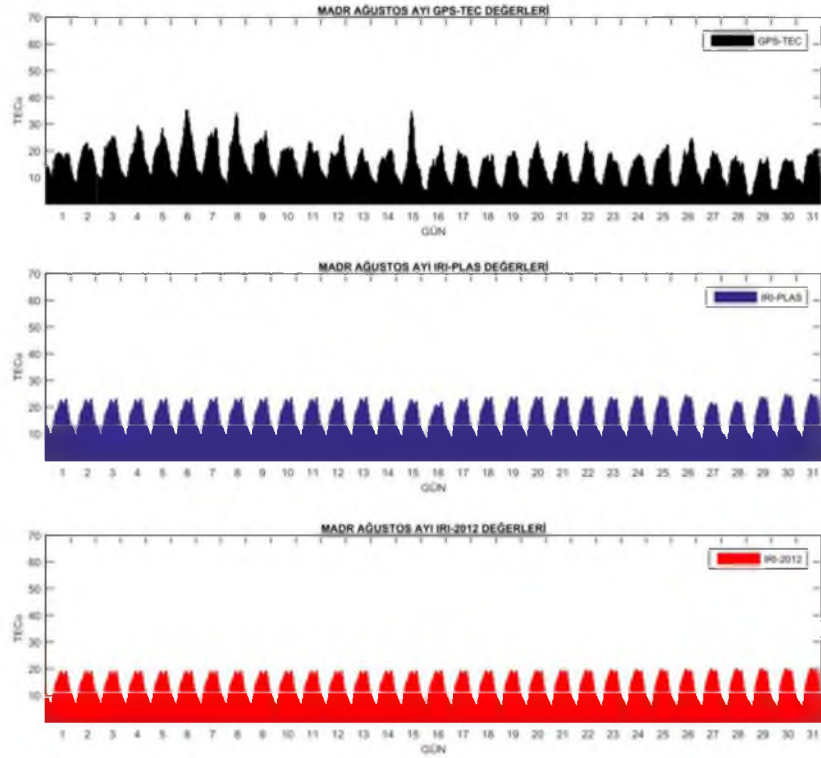 MADR AĞUSTOS AYI GPS-TEC DEĞERLERİ
70
60
50
40
30
20
10
TECu
GPS-TEC
1 2 3 4 5 6 7 8 9 10 11 12 13 14 15 16 17 18 19 20 21 22 23 24 25 26 27 28 29 30 31
GÜN
MADR AĞUSTOS AYI IRI-PLAS DEĞERLERİ
70
60
50
40
30
20
10
TECu
IRI-PLAS
1 2 3 4 5 6 7 8 9 10 11 12 13 14 15 16 17 18 19 20 21 22 23 24 25 26 27 28 29 30 31
GÜN
MADR AĞUSTOS AYI IRI-2012 DEĞERLERİ
70
60
50
40
30
20
10
TECu
IRI-2012
1 2 3 4 5 6 7 8 9 10 11 12 13 14 15 16 17 18 19 20 21 22 23 24 25 26 27 28 29 30 31
GÜN